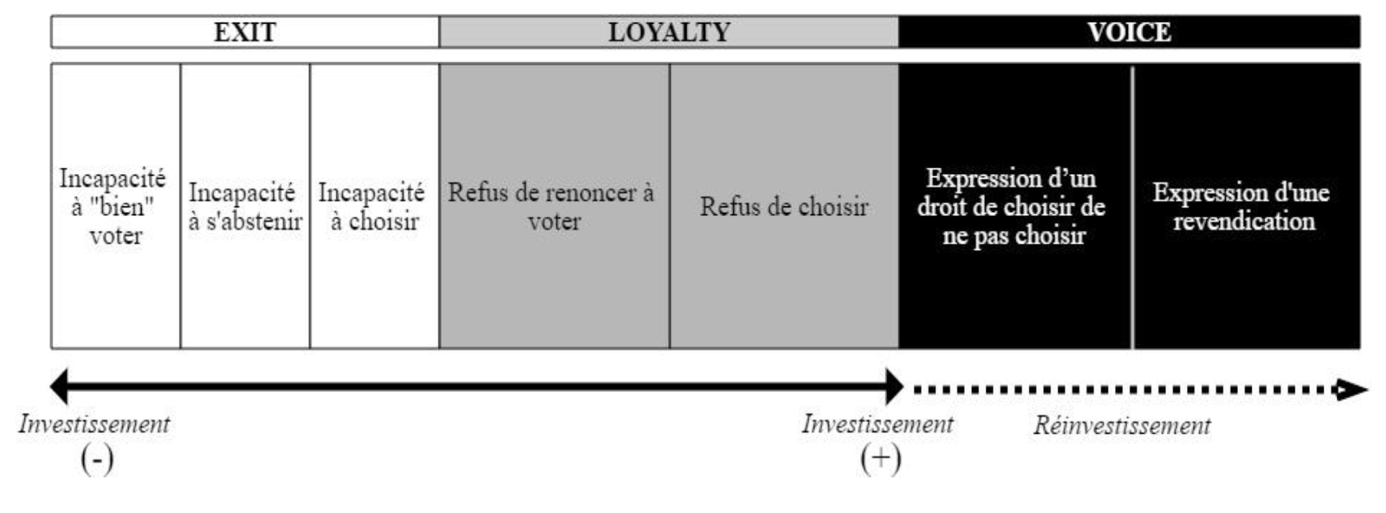 EXIT
LOYALTY
VOICE
Incapacité
à "bien"
voter
Incapacité
à s'abstenir
Incapacité
à choisir
Refus de renoncer à
voter
Refus de choisir
Expression d’un
droit de choisir de
ne pas choisir
Expression d'une
revendication
Investissement
(-)
Investissement
(+)
Réinvestissement